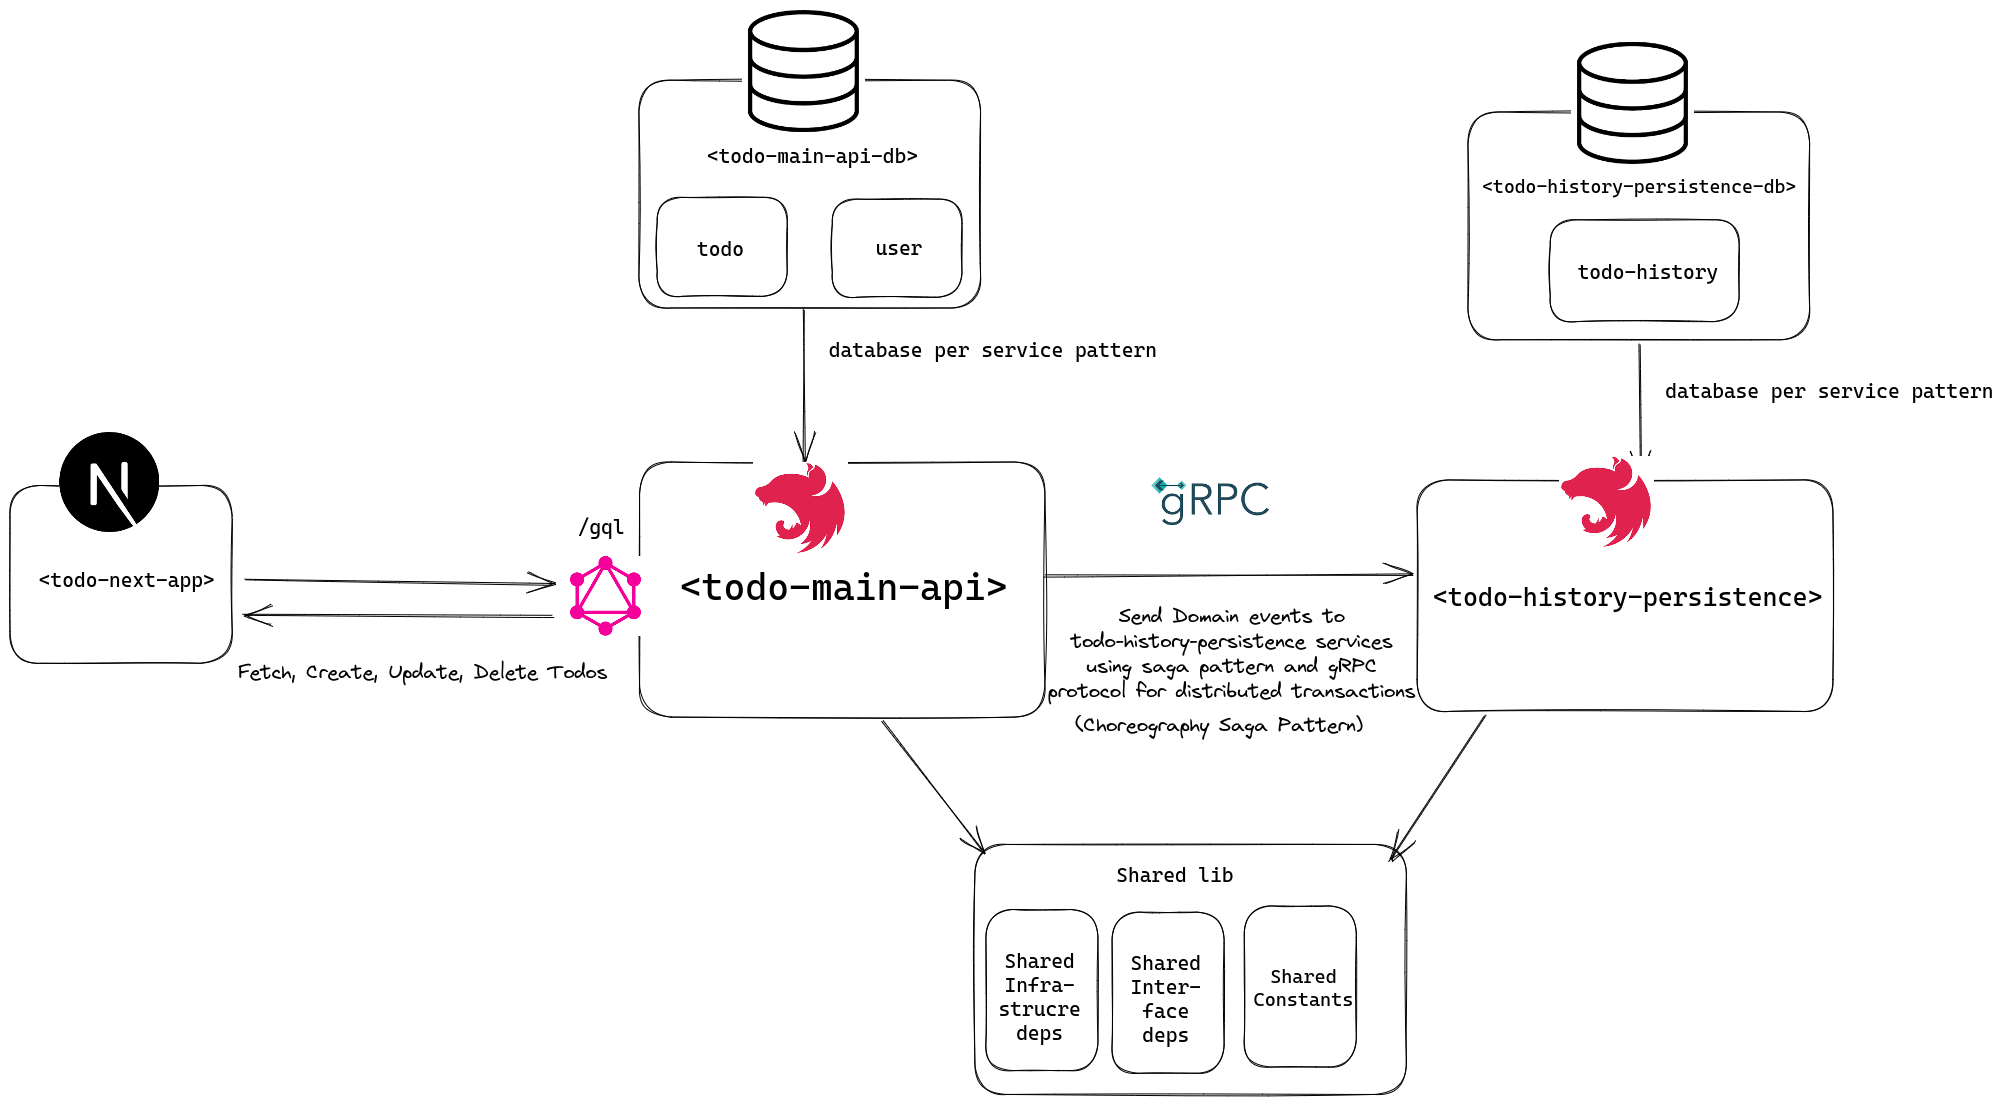 <todo-main-api-db>
todo
user
database per service pattern
<todo-history-persistence-db>
todo-history
database per service pattern
N
<todo-next-app>
/gql
Fetch, Create, Update, Delete Todos
<todo-main-api>
gRPC
Send Domain events to
todo-history-persistence services
using saga pattern and gRPC
protocol for distributed transactions
(Choreography Saga Pattern)
<todo-history-persistence>
Shared lib
Shared
Infra-
strucre
deps
Shared
Inter-
face
deps
Shared
Constants